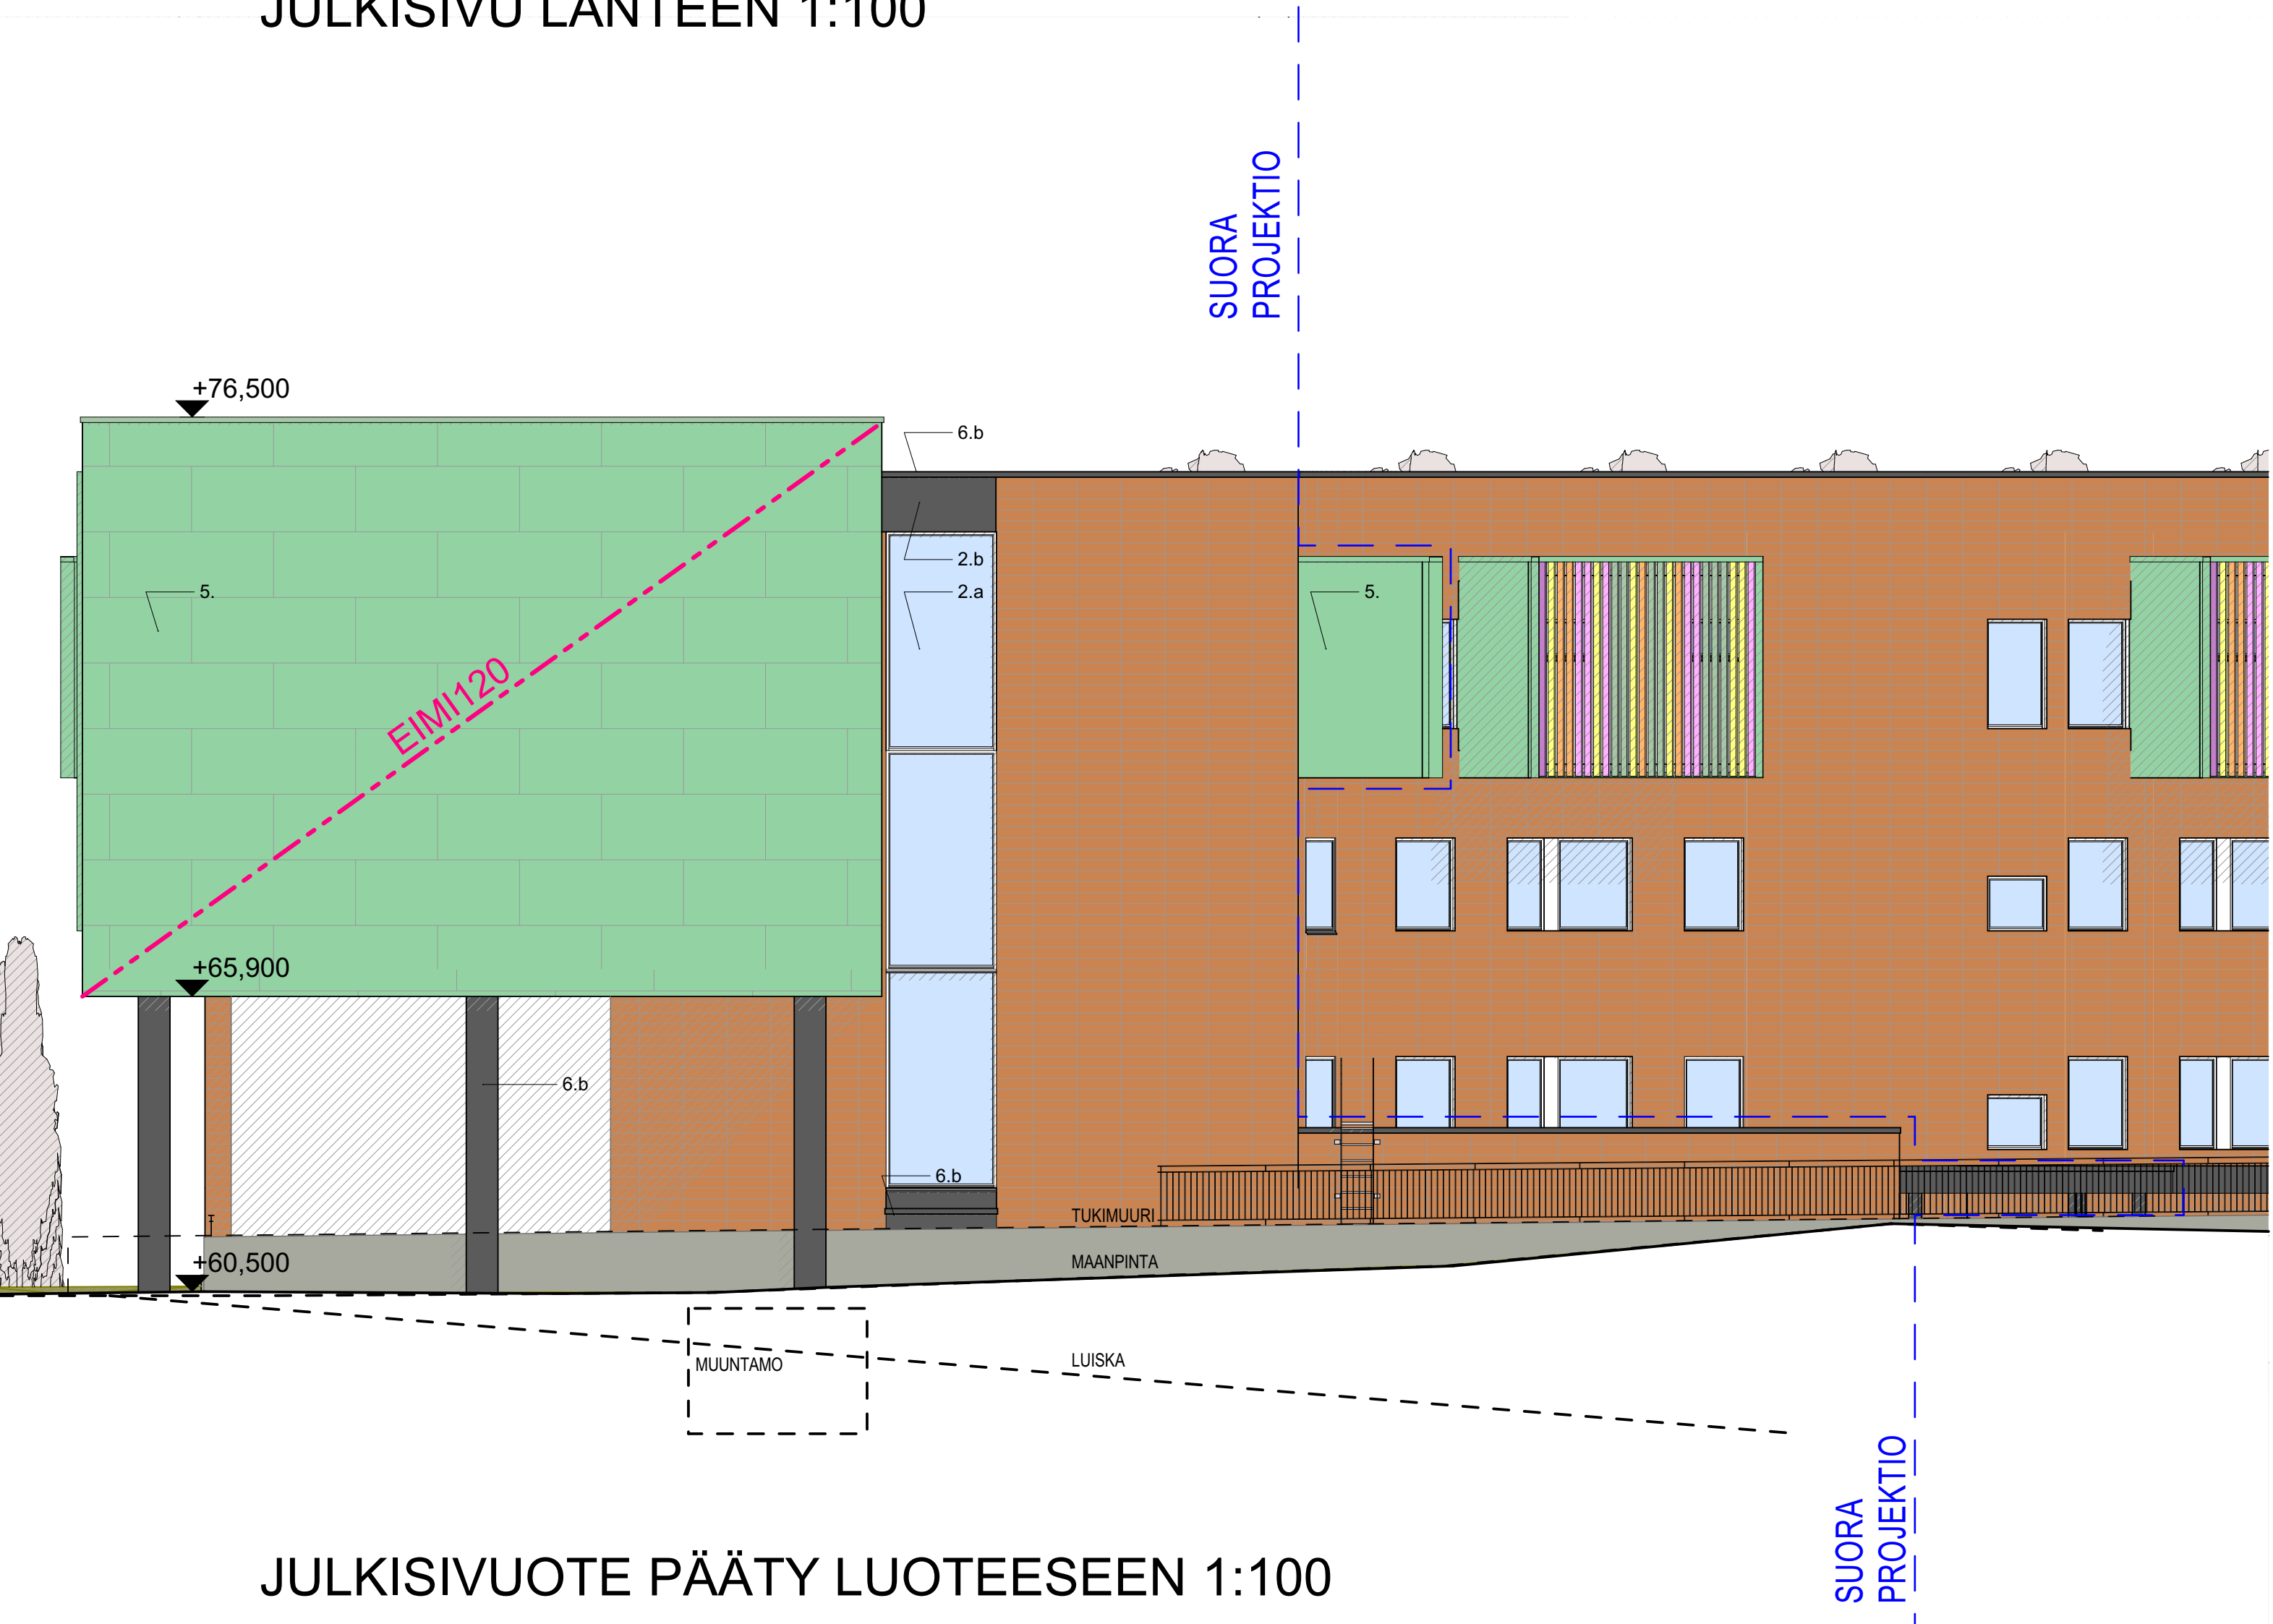 JULKISIVU LÄNTEEN 1:100
SUORA
PROJEKTIO
+76,500
6.b
2.b
2.a
5.
5.
EIMI120
+65,900
6.b
6.b
TUKIMUURI
+60,500
MAANPINTA
MUUNTAMO
LUISKA
SUORA
PROJEKTIO
JULKISIVUOTE PÄÄTY LUOTEESEEN 1:100